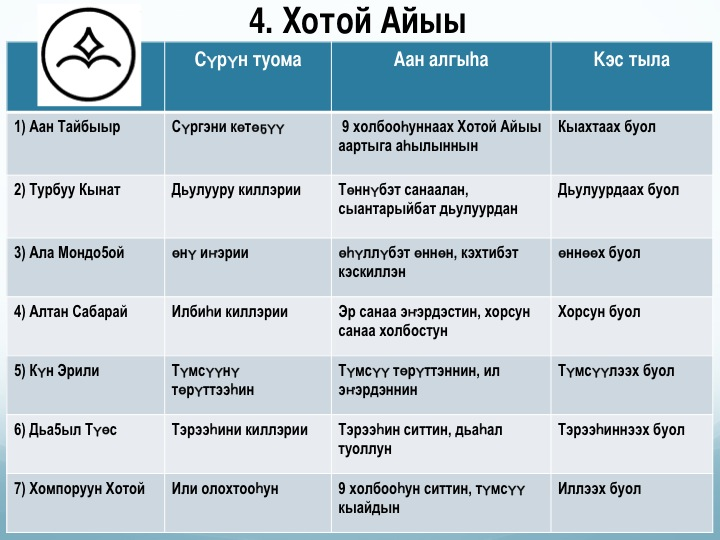 4. Хотой Айыы
Сүрүн туома
Аан алгыһа
Кэс тыла
1) Аан Тайбыыр
Сүргэни көтөҕүү
9 холбооһуннаах Хотой Айыы
аартыга аһылыннын
Кыахтаах буол
2) Турбуу Кынат
Дьулууру киллэрии
Төннүбэт санаалан,
сыантарыйбат дьулуурдан
Дьулуурдаах буол
3) Ала Мондо5ой
өнү иҥэрии
өһүллүбэт өннөн, кэхтибэт
кэскиллэн
өннөөх буол
4) Алтан Сабарай
Илбиһи киллэрии
Эр санаа эҥэрдэстин, хорсун
санаа холбостун
Хорсун буол
5) Күн Эрили
Түмсүүнү
төрүттээһин
Түмсүү төрүттэннин, ил
эҥэрдэннин
Түмсүүлээх буол
6) Дьа5ыл Түөс
Тэрээһини киллэрии
Тэрээһин ситтин, дьаһал
туоллун
Тэрээһиннээх буол
7) Хомпоруун Хотой
Или олохтооһун
9 холбооһун ситтин, түмсүү
кыайдын
Иллээх буол